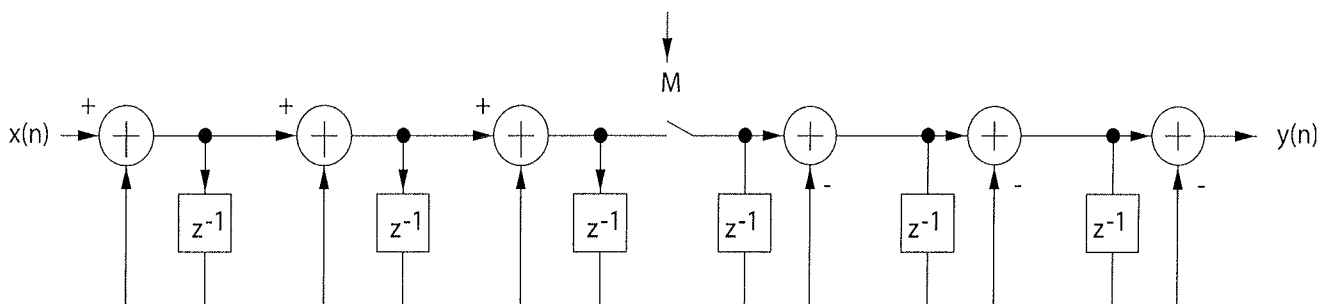 M
x(n) + + + + + - + - + - y(n)
z⁻¹ z⁻¹ z⁻¹ z⁻¹ z⁻¹ z⁻¹